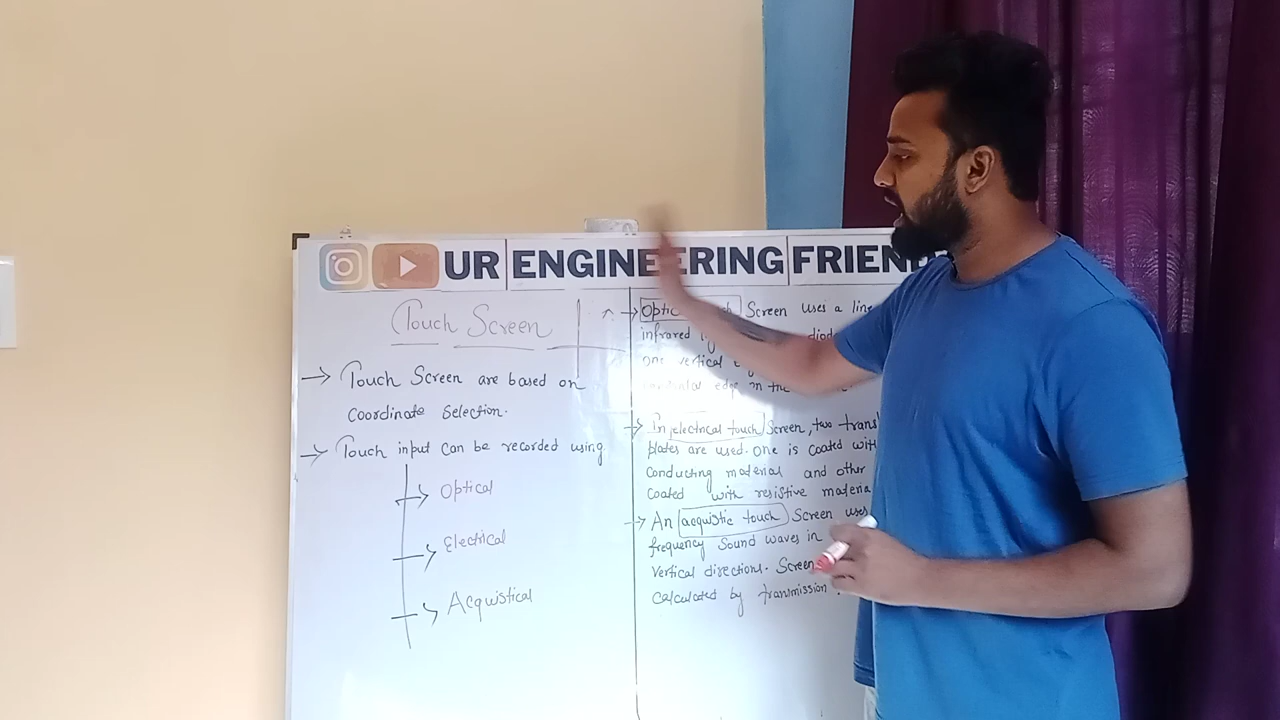 UR ENGINEERING FRIEND
Touch Screen
→ Touch Screen are based on
Coordinate Selection.
→ Touch input can be recorded using
→ Optical
→ Electrical
→ Acquistical
→ Screen uses a line
infrared
one vertical
edge in the
→ In electrical touch Screen, two trans
plates are used. One is coated with
Conducting material and other
Coated with resistive materia
→ An acquistic touch Screen uses
frequency Sound waves in
vertical directions. Screen
calculated by transmission